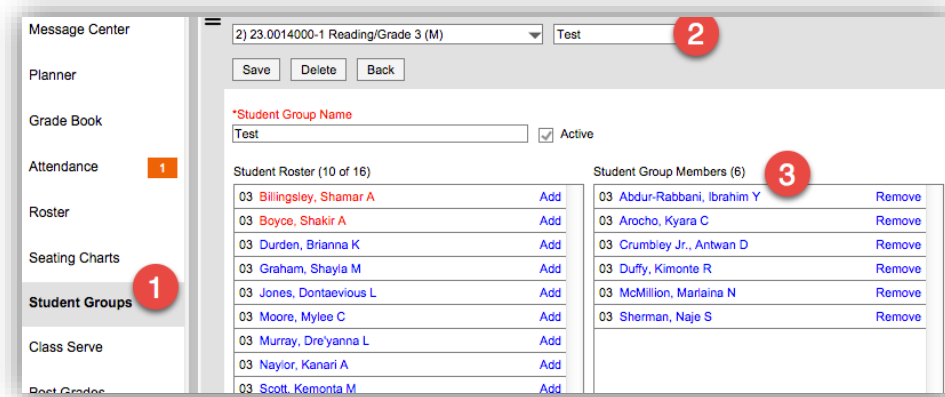 Message Center
Planner
Grade Book
Attendance 1
Roster
Seating Charts
Student Groups 1
Class Serve
Post Grades
2) 23.0014000-1 Reading/Grade 3 (M) Test 2
Save Delete Back
*Student Group Name
Test Active
Student Roster (10 of 16)
03 Billingsley, Shamar A Add
03 Boyce, Shakir A Add
03 Durden, Brianna K Add
03 Graham, Shayla M Add
03 Jones, Dontaevious L Add
03 Moore, Mylee C Add
03 Murray, Dre'yanna L Add
03 Naylor, Kanari A Add
03 Scott, Kemonta M Add
Student Group Members (6) 3
03 Abdur-Rabbani, Ibrahim Y Remove
03 Arocho, Kyara C Remove
03 Crumbley Jr., Antwan D Remove
03 Duffy, Kimonte R Remove
03 McMillion, Marlaina N Remove
03 Sherman, Naje S Remove